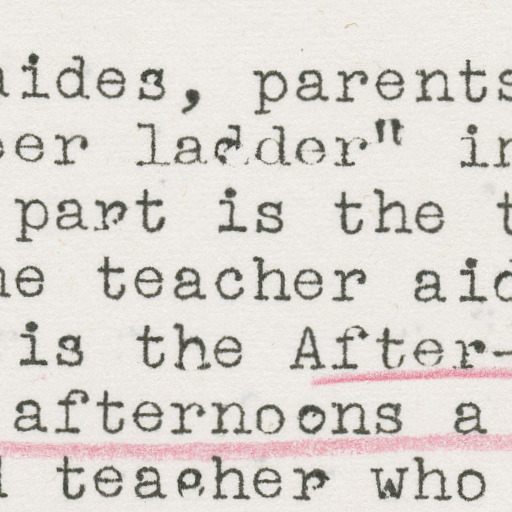 aides, parents
eer ladder" in
part is the t
he teacher aid
is the After-
afternoons a
teacher who